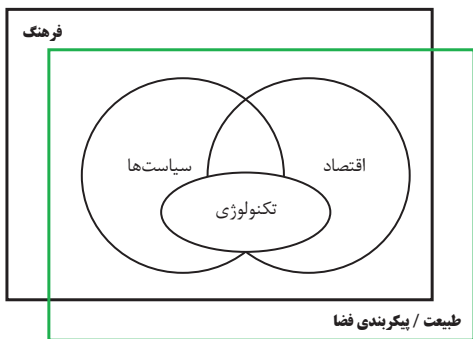 فرهنگ
اقتصاد
سیاست‌ها
تکنولوژی
طبیعت / پیکربندی فضا